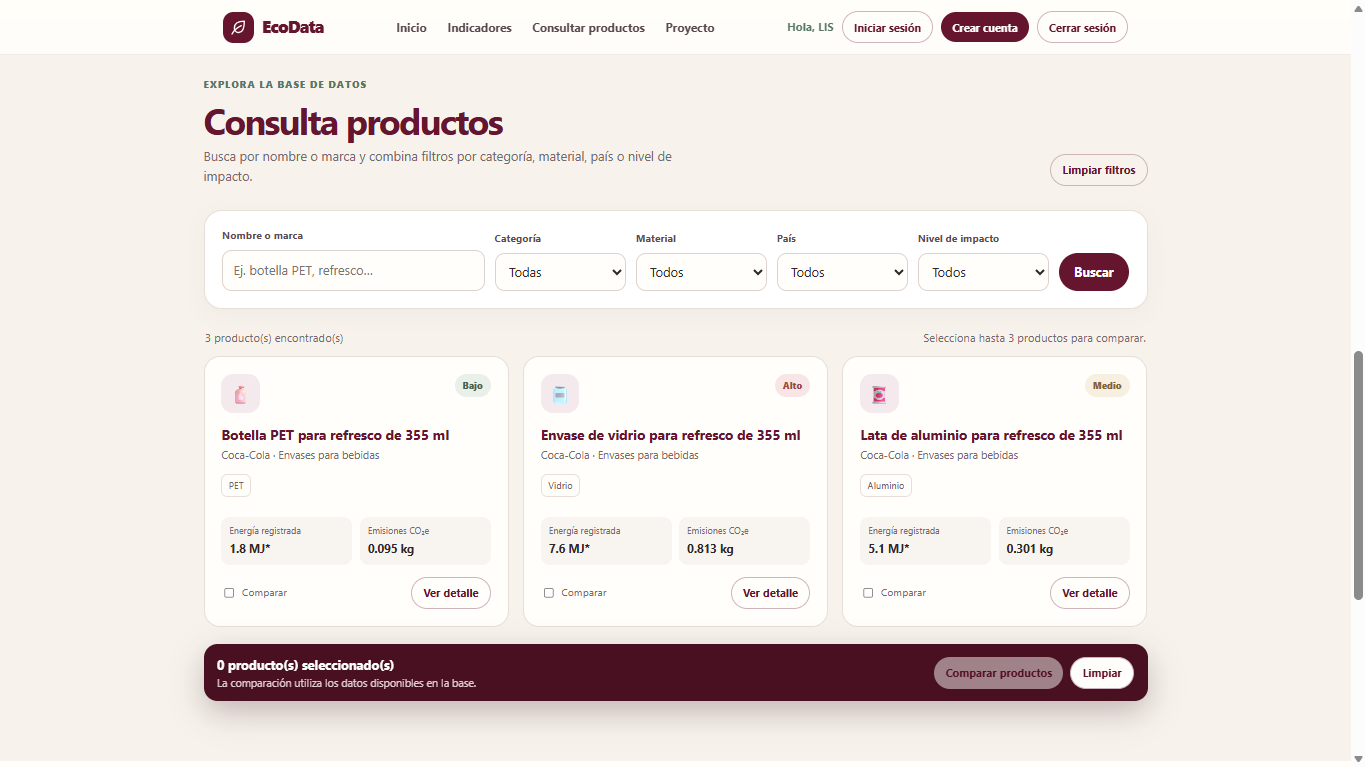 EcoData
Inicio
Indicadores
Consultar productos
Proyecto
Hola, LIS
Iniciar sesión
Crear cuenta
Cerrar sesión
EXPLORA LA BASE DE DATOS
Consulta productos
Busca por nombre o marca y combina filtros por categoría, material, país o nivel de
impacto.
Limpiar filtros
Nombre o marca
Ej. botella PET, refresco...
Categoría
Todas
Material
Todos
País
Todos
Nivel de impacto
Todos
Buscar
3 producto(s) encontrado(s)
Selecciona hasta 3 productos para comparar.
Bajo
Botella PET para refresco de 355 ml
Coca-Cola · Envases para bebidas
PET
Energía registrada
1.8 MJ*
Emisiones CO₂e
0.095 kg
Comparar
Ver detalle
Alto
Envase de vidrio para refresco de 355 ml
Coca-Cola · Envases para bebidas
Vidrio
Energía registrada
7.6 MJ*
Emisiones CO₂e
0.813 kg
Comparar
Ver detalle
Medio
Lata de aluminio para refresco de 355 ml
Coca-Cola · Envases para bebidas
Aluminio
Energía registrada
5.1 MJ*
Emisiones CO₂e
0.301 kg
Comparar
Ver detalle
0 producto(s) seleccionado(s)
La comparación utiliza los datos disponibles en la base.
Comparar productos
Limpiar